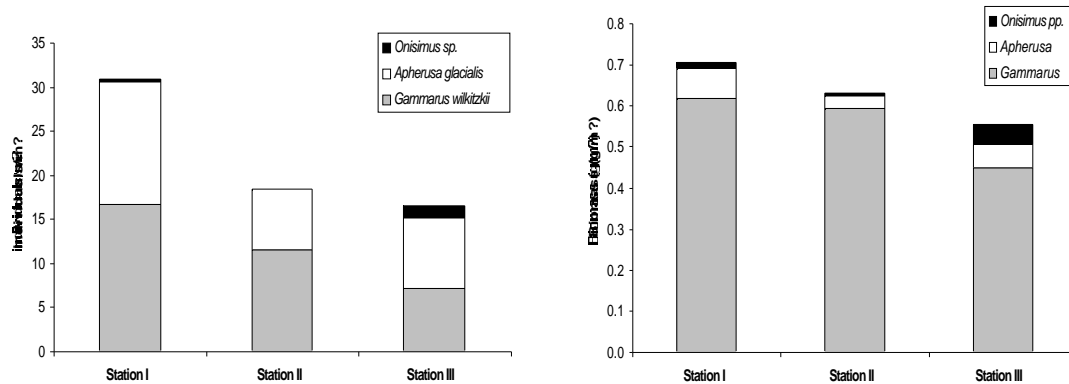 35
30
25
20
15
10
5
0
Onisimus sp.
Apherusa glacialis
Gammarus wilkitzkii
Station I
Station II
Station III
0.8
0.7
0.6
0.5
0.4
0.3
0.2
0.1
0.0
Onisimus pp.
Apherusa
Gammarus
Station I
Station II
Station III